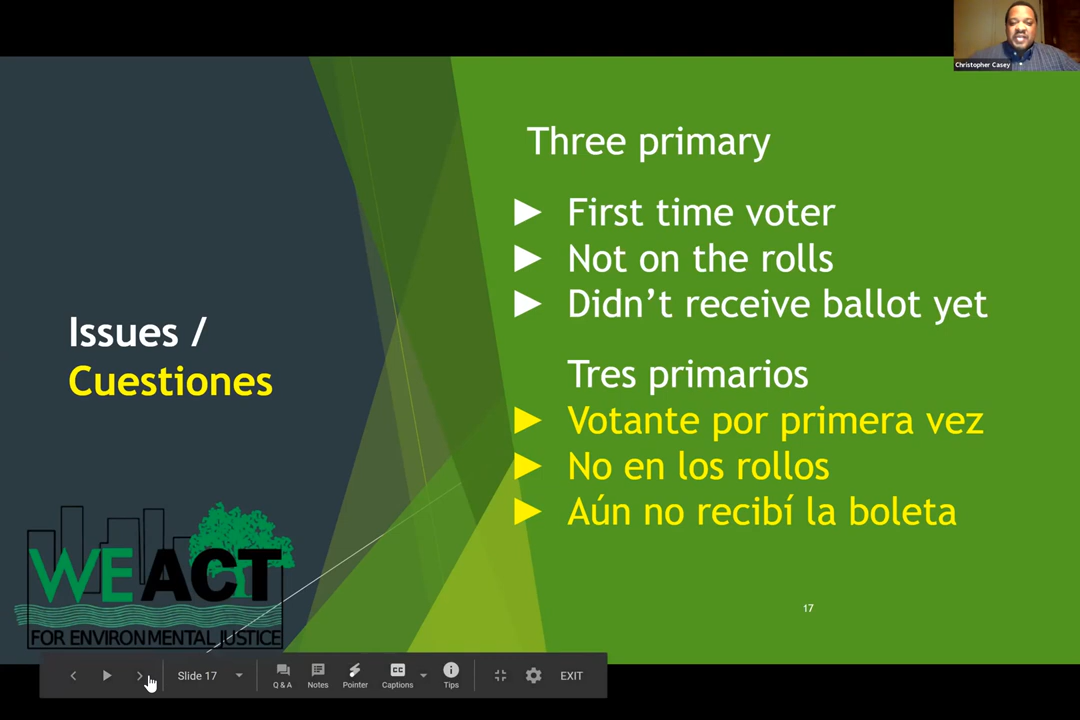 Christopher Casey
Three primary
First time voter
Not on the rolls
Didn't receive ballot yet
Issues /
Cuestiones
Tres primarios
Votante por primera vez
No en los rollos
Aún no recibí la boleta
WE ACT
FOR ENVIRONMENTAL JUSTICE
17
Slide 17
Q & A
Notes
Pointer
CC
Captions
Tips
EXIT